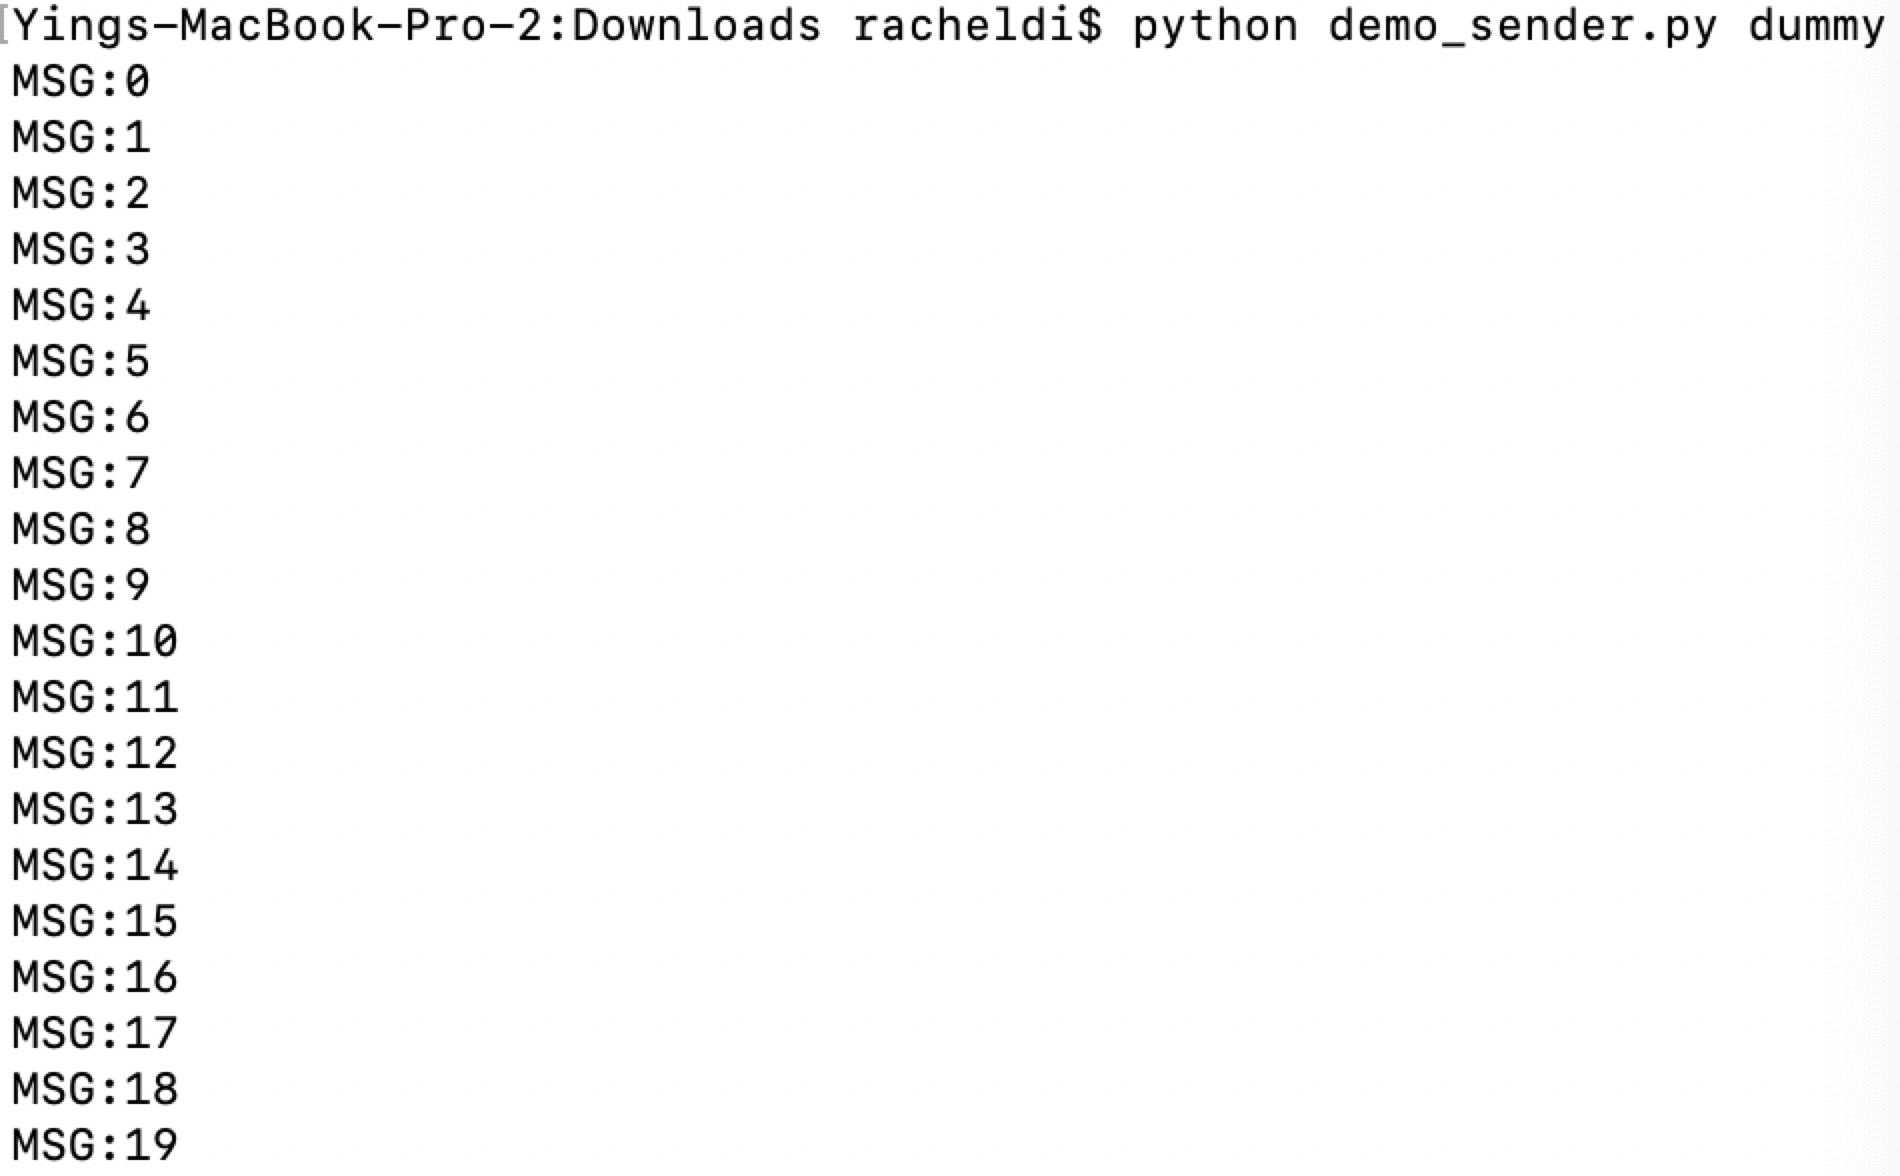 [Yings-MacBook-Pro-2:Downloads racheldi$ python demo_sender.py dummy
MSG:0
MSG:1
MSG:2
MSG:3
MSG:4
MSG:5
MSG:6
MSG:7
MSG:8
MSG:9
MSG:10
MSG:11
MSG:12
MSG:13
MSG:14
MSG:15
MSG:16
MSG:17
MSG:18
MSG:19